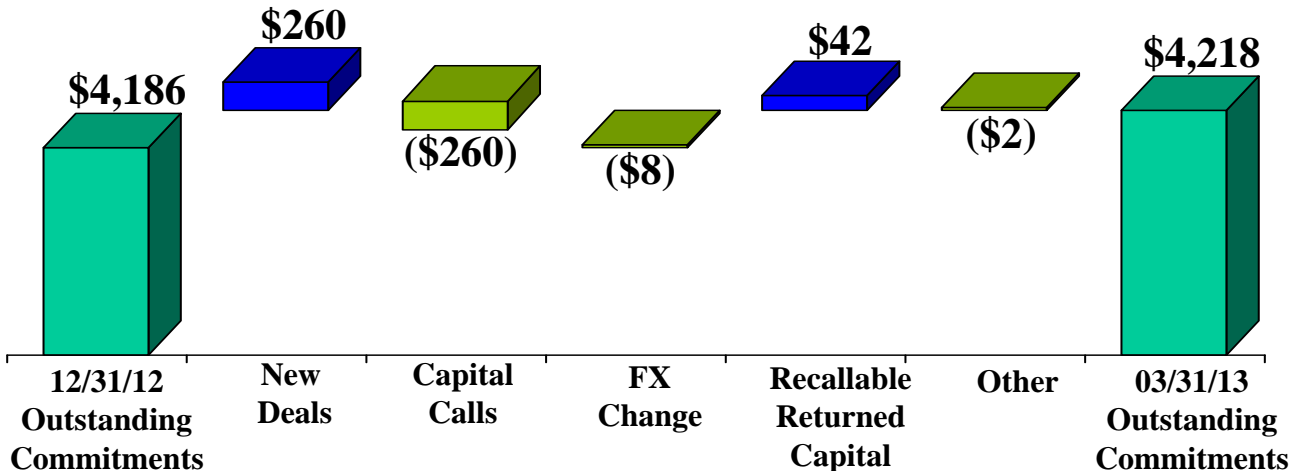 $4,186
$260
($260)
($8)
$42
($2)
$4,218
12/31/12
Outstanding
Commitments
New
Deals
Capital
Calls
FX
Change
Recallable
Returned
Capital
Other
03/31/13
Outstanding
Commitments